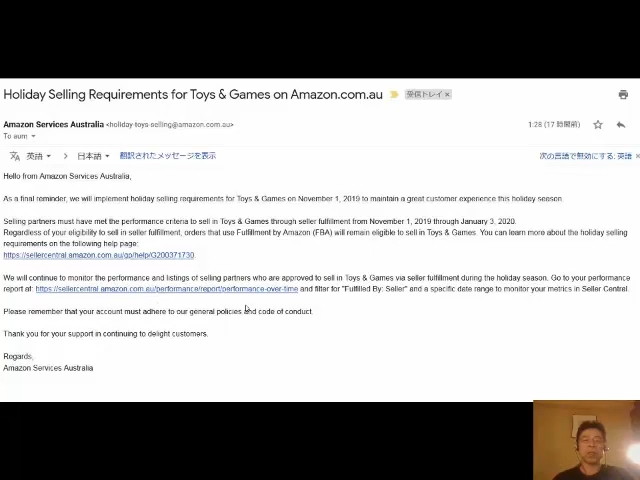 Holiday Selling Requirements for Toys & Games on Amazon.com.au 受信トレイ ×
Amazon Services Australia <holiday-toys-selling@amazon.com.au> 1:28 (17 時間前)
To aum
英語 > 日本語 翻訳されたメッセージを表示 次の言語で無効にする: 英語 ×
Hello from Amazon Services Australia,
As a final reminder, we will implement holiday selling requirements for Toys & Games on November 1, 2019 to maintain a great customer experience this holiday season.
Selling partners must have met the performance criteria to sell in Toys & Games through seller fulfillment from November 1, 2019 through January 3, 2020.
Regardless of your eligibility to sell in seller fulfillment, orders that use Fulfillment by Amazon (FBA) will remain eligible to sell in Toys & Games. You can learn more about the holiday selling
requirements on the following help page:
https://sellercentral.amazon.com.au/gp/help/G200371730.
We will continue to monitor the performance and listings of selling partners who are approved to sell in Toys & Games via seller fulfillment during the holiday season. Go to your performance
report at: https://sellercentral.amazon.com.au/performance/report/performance-over-time and filter for "Fulfilled By: Seller" and a specific date range to monitor your metrics in Seller Central.
Please remember that your account must adhere to our general policies and code of conduct.
Thank you for your support in continuing to delight customers.
Regards,
Amazon Services Australia